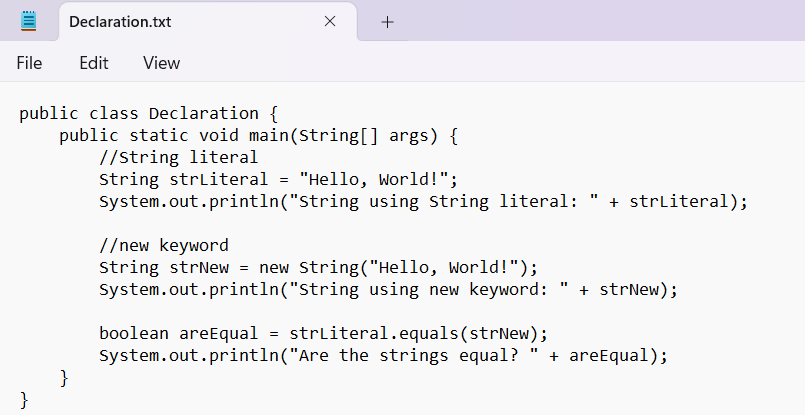 Declaration.txt
File Edit View
public class Declaration {
    public static void main(String[] args) {
        //String literal
        String strLiteral = "Hello, World!";
        System.out.println("String using String literal: " + strLiteral);

        //new keyword
        String strNew = new String("Hello, World!");
        System.out.println("String using new keyword: " + strNew);

        boolean areEqual = strLiteral.equals(strNew);
        System.out.println("Are the strings equal? " + areEqual);
    }
}